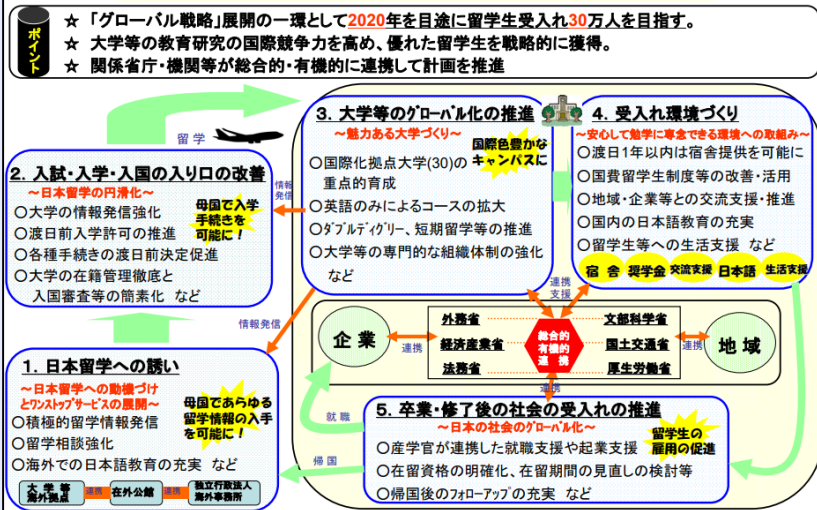 ポイント
☆ 「グローバル戦略」展開の一環として2020年を目途に留学生受入れ30万人を目指す。
☆ 大学等の教育研究の国際競争力を高め、優れた留学生を戦略的に獲得。
☆ 関係省庁・機関等が総合的・有機的に連携して計画を推進
留学
3. 大学等のグローバル化の推進
~魅力ある大学づくり~
国際色豊かな
キャンパスに
○国際化拠点大学(30)の
重点的育成
○英語のみによるコースの拡大
○ダブルディグリー、短期留学等の推進
○大学等の専門的な組織体制の強化
など
4. 受入れ環境づくり
~安心して勉学に専念できる環境への取組み~
○渡日1年以内は宿舎提供を可能に
○国費留学生制度等の改善・活用
○地域・企業等との交流支援・推進
○国内の日本語教育の充実
○留学生等への生活支援 など
宿舎 奨学金 交流支援 日本語 生活支援
2. 入試・入学・入国の入り口の改善
~日本留学の円滑化~
○大学の情報発信強化
○渡日前入学許可の推進
○各種手続きの渡日前決定促進
○大学の在籍管理徹底と
入国審査等の簡素化 など
母国で入学
手続きを
可能に!
情報
発信
情報発信
連携
支援
企業
連携
外務省
経済産業省
法務省
総合的
有機的
連携
文部科学省
国土交通省
厚生労働省
連携
地域
連携
1. 日本留学への誘い
~日本留学への動機づけ
とワンストップサービスの展開~
○積極的留学情報発信
○留学相談強化
○海外での日本語教育の充実 など
母国であらゆる
留学情報の入手
を可能に!
大学等
海外拠点
連携
在外公館
連携
独立行政法人
海外事務所
就職
帰国
5. 卒業・修了後の社会の受入れの推進
~日本の社会のグローバル化~
○産学官が連携した就職支援や起業支援
○在留資格の明確化、在留期間の見直しの検討等
○帰国後のフォローアップの充実 など
留学生の
雇用の促進